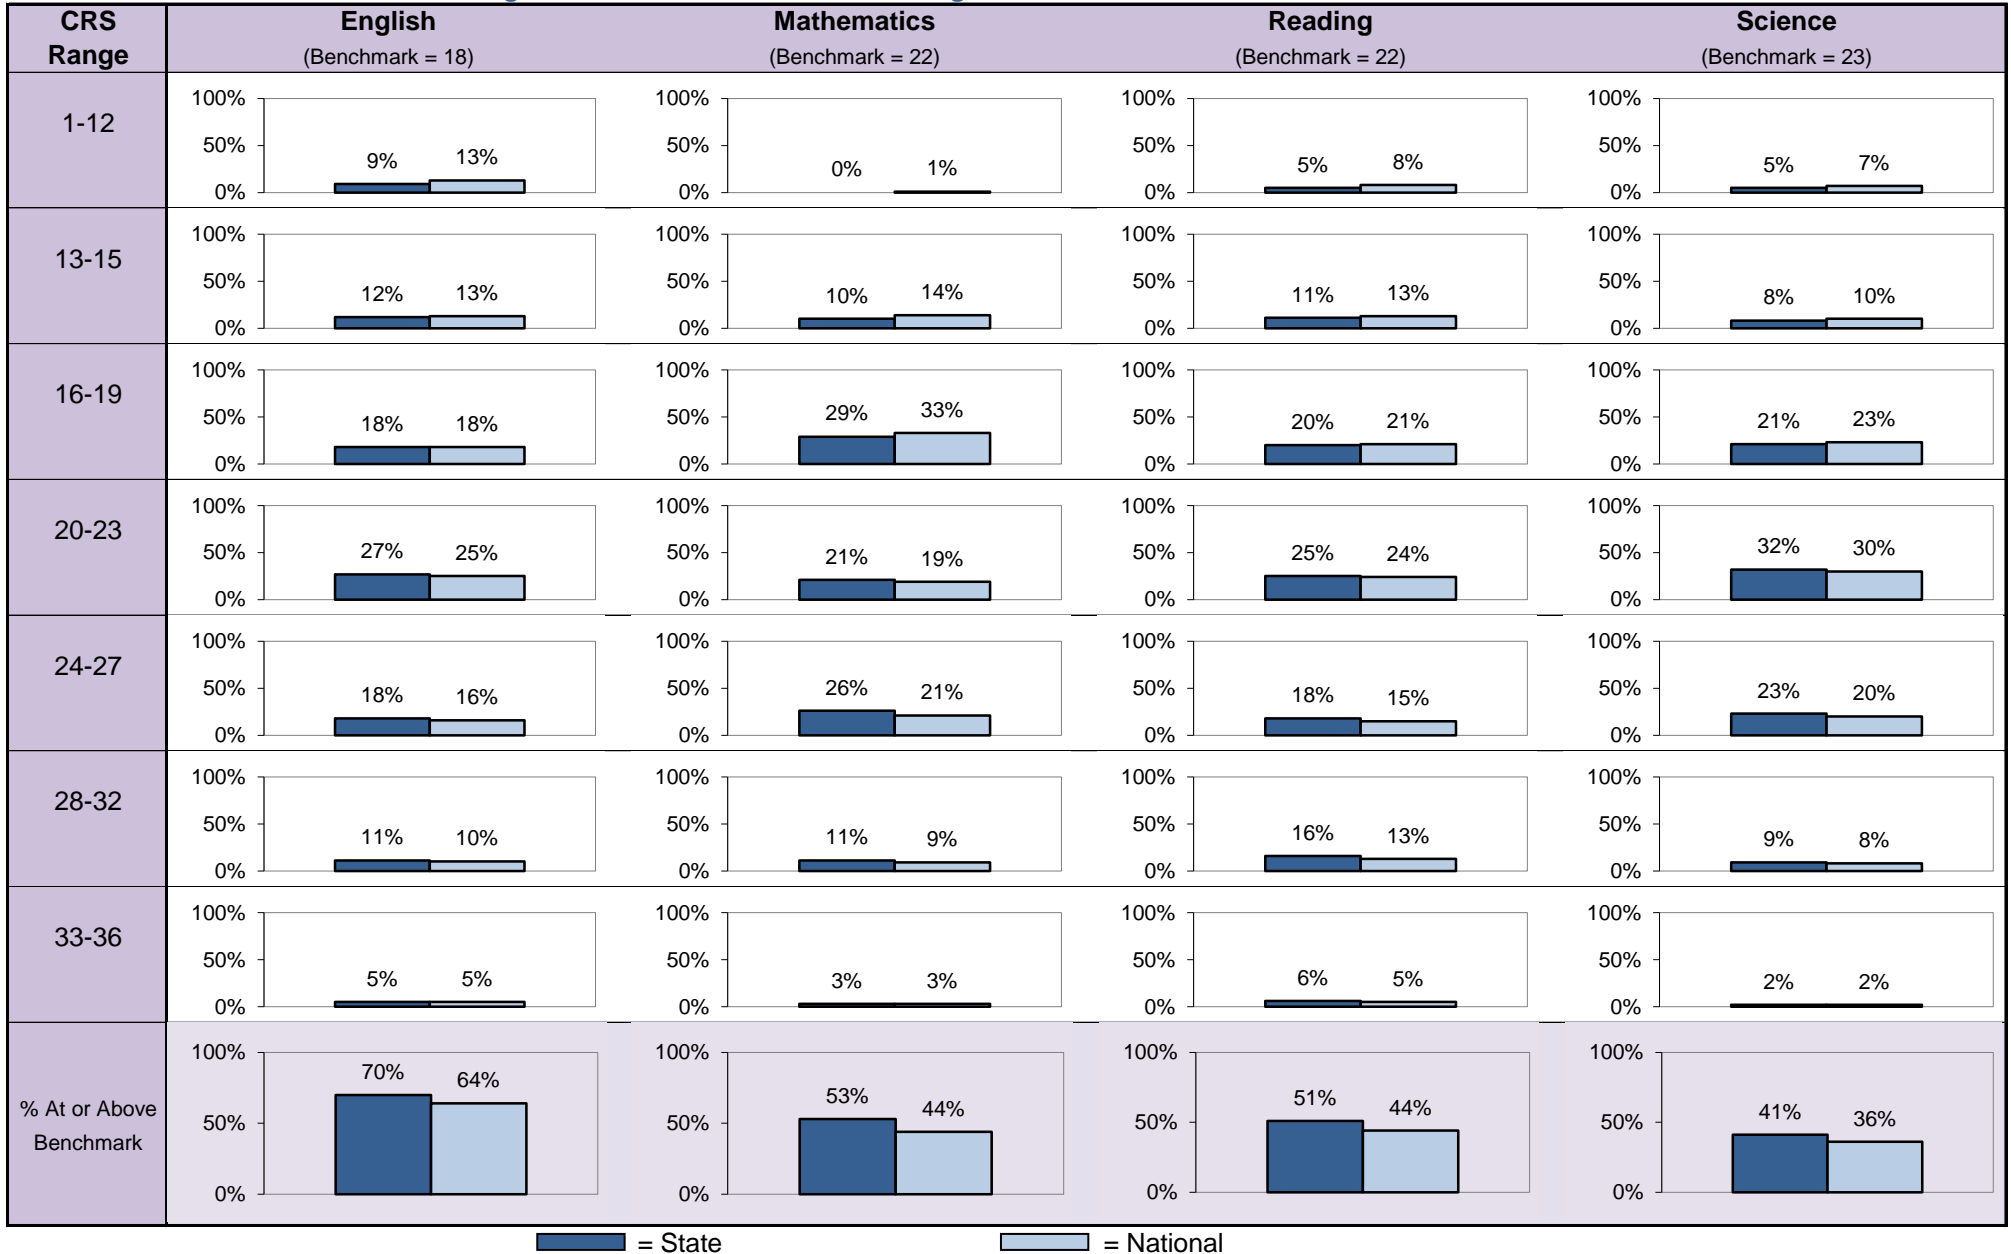 CRS Range
English
Mathematics
Reading
Science
(Benchmark = 18)
(Benchmark = 22)
(Benchmark = 22)
(Benchmark = 23)
1-12
100% 50% 0% 9% 13%
100% 50% 0% 0% 1%
100% 50% 0% 5% 8%
100% 50% 0% 5% 7%
13-15
100% 50% 0% 12% 13%
100% 50% 0% 10% 14%
100% 50% 0% 11% 13%
100% 50% 0% 8% 10%
16-19
100% 50% 0% 18% 18%
100% 50% 0% 29% 33%
100% 50% 0% 20% 21%
100% 50% 0% 21% 23%
20-23
100% 50% 0% 27% 25%
100% 50% 0% 21% 19%
100% 50% 0% 25% 24%
100% 50% 0% 32% 30%
24-27
100% 50% 0% 18% 16%
100% 50% 0% 26% 21%
100% 50% 0% 18% 15%
100% 50% 0% 23% 20%
28-32
100% 50% 0% 11% 10%
100% 50% 0% 11% 9%
100% 50% 0% 16% 13%
100% 50% 0% 9% 8%
33-36
100% 50% 0% 5% 5%
100% 50% 0% 3% 3%
100% 50% 0% 6% 5%
100% 50% 0% 2% 2%
% At or Above
Benchmark
100% 50% 0% 70% 64%
100% 50% 0% 53% 44%
100% 50% 0% 51% 44%
100% 50% 0% 41% 36%
= State
= National